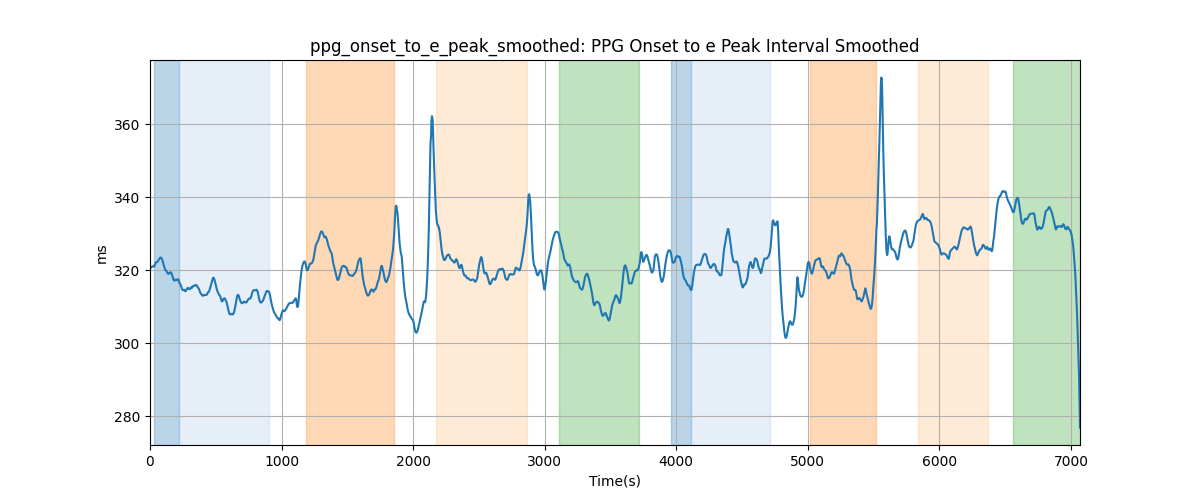 ppg_onset_to_e_peak_smoothed: PPG Onset to e Peak Interval Smoothed
360
340
320
300
280
ms
0 1000 2000 3000 4000 5000 6000 7000
Time(s)